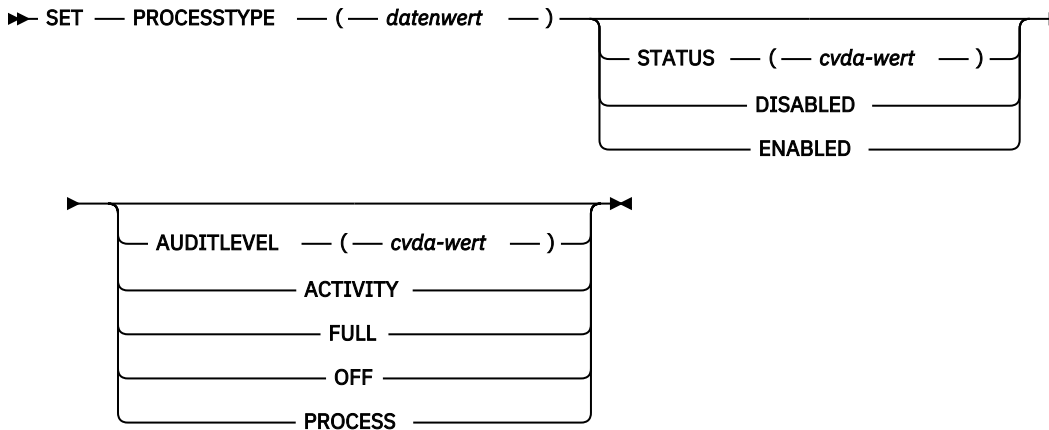 SET PROCESSTYPE ( datenwert )
STATUS ( cvda-wert )
DISABLED
ENABLED
AUDITLEVEL ( cvda-wert )
ACTIVITY
FULL
OFF
PROCESS